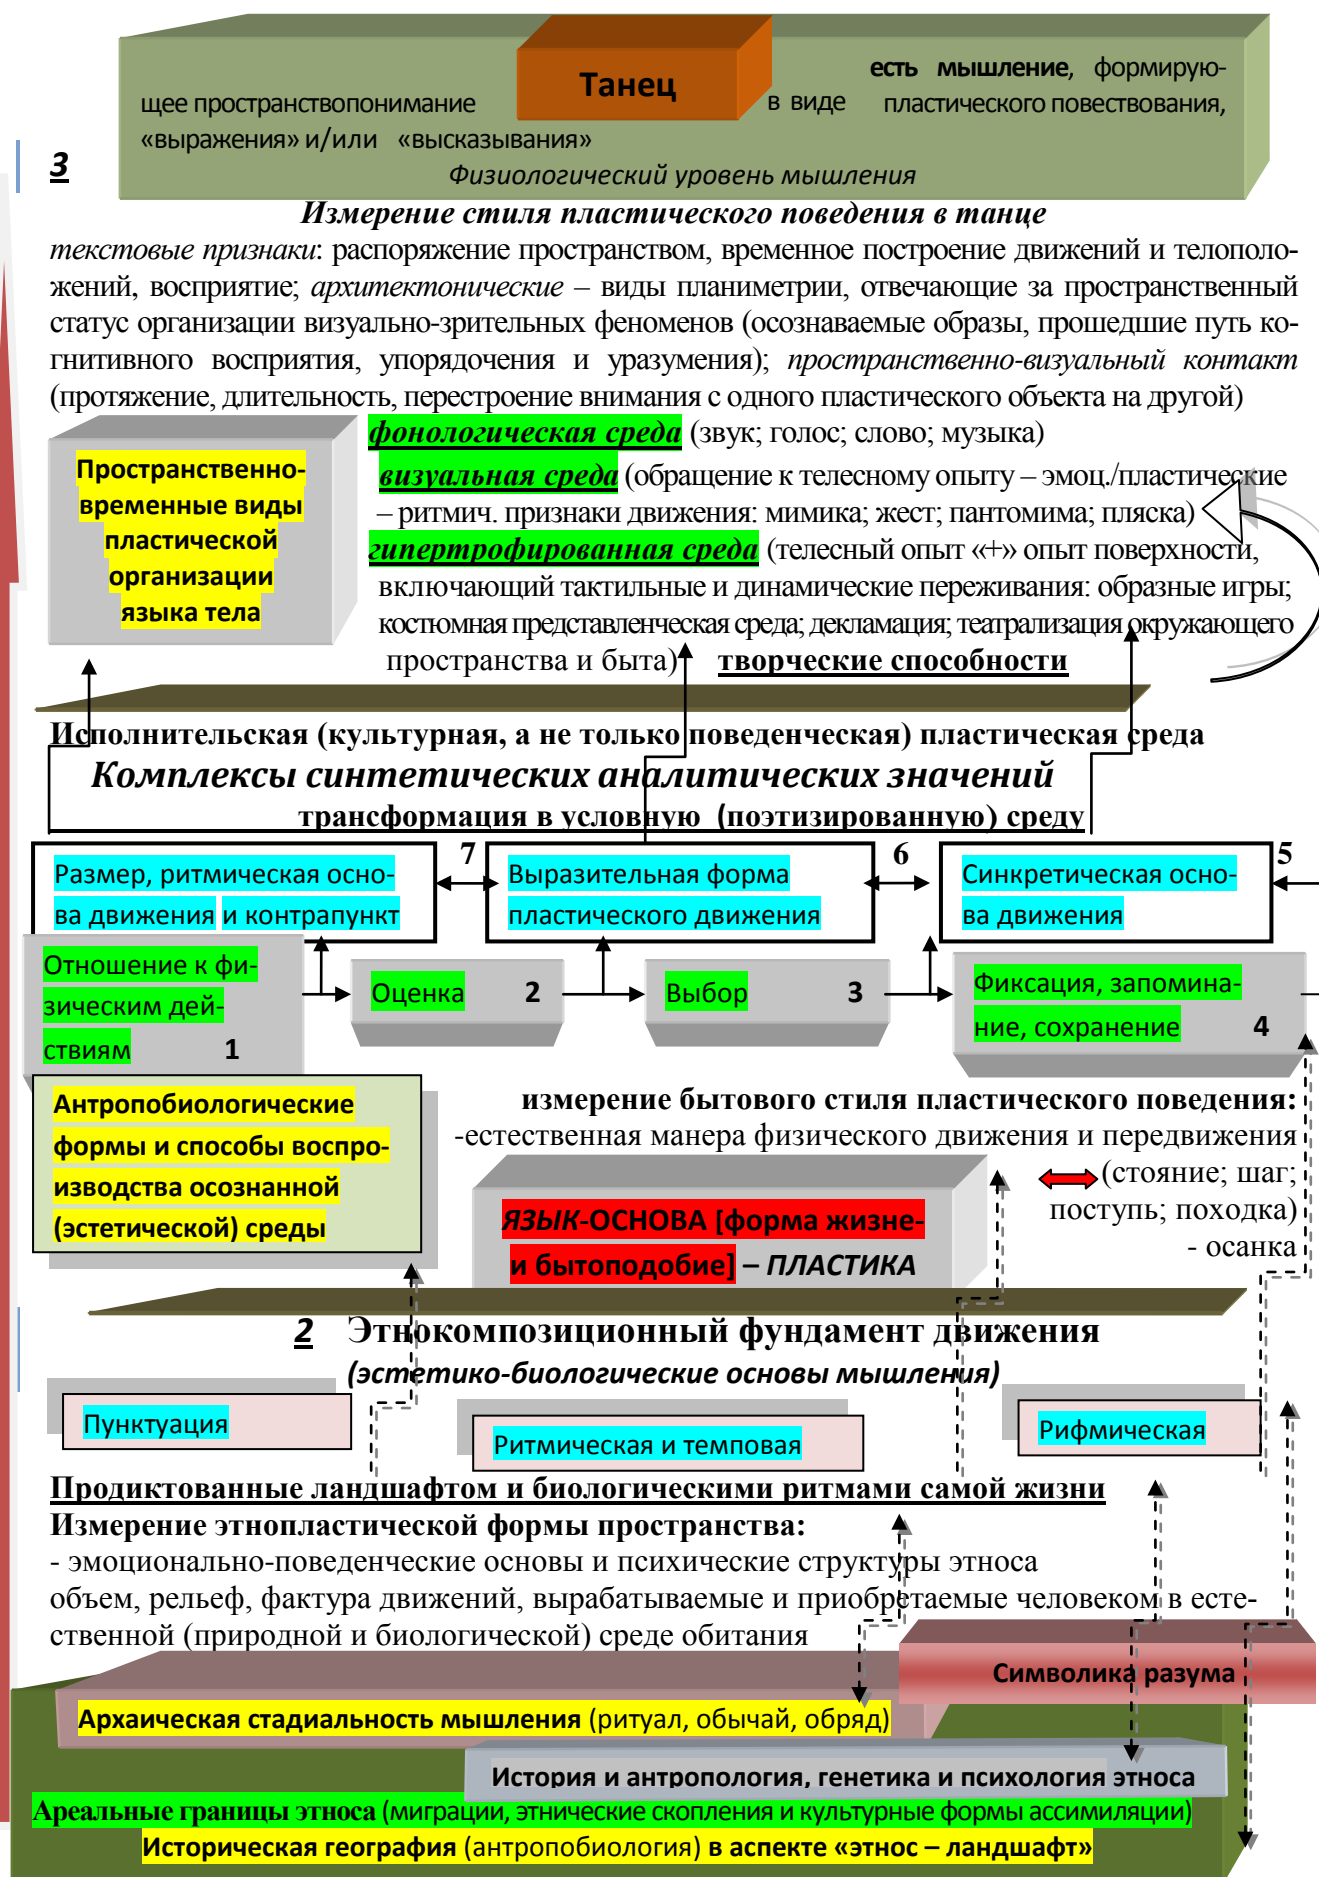 Танец
есть мышление, формирую-
щее пространствопонимание в виде пластического повествования,
«выражения» и/или «высказывания»
3
Физиологический уровень мышления
Измерение стиля пластического поведения в танце
текстовые признаки: распоряжение пространством, временное построение движений и телополо-
жений, восприятие; архитектонические – виды планиметрии, отвечающие за пространственный
статус организации визуально-зрительных феноменов (осознаваемые образы, прошедшие путь ко-
гнитивного восприятия, упорядочения и уразумения); пространственно-визуальный контакт
(протяжение, длительность, перестроение внимания с одного пластического объекта на другой)
Пространственно-
временные виды
пластической
организации
языка тела
фонологическая среда (звук; голос; слово; музыка)
визуальная среда (обращение к телесному опыту – эмоц./пластические
– ритмич. признаки движения: мимика; жест; пантомима; пляска)
гипертрофированная среда (телесный опыт «+» опыт поверхности,
включающий тактильные и динамические переживания: образные игры;
костюмная представленческая среда; декламация; театрализация окружающего
пространства и быта) творческие способности
Исполнительская (культурная, а не только поведенческая) пластическая среда
Комплексы синтетических аналитических значений
трансформация в условную (поэтизированную) среду
Размер, ритмическая осно-
ва движения и контрапункт
7
Выразительная форма
пластического движения
6
Синкретическая осно-
ва движения
5
Отношение к фи-
зическим дей-
ствиям 1
Оценка 2
Выбор 3
Фиксация, запомина-
ние, сохранение 4
Антропобиологические
формы и способы воспро-
изводства осознанной
(эстетической) среды
измерение бытового стиля пластического поведения:
-естественная манера физического движения и передвижения
(стояние; шаг;
поступь; походка)
- осанка
ЯЗЫК-ОСНОВА [форма жизне-
и бытоподобие] – ПЛАСТИКА
2 Этнокомпозиционный фундамент движения
(эстетико-биологические основы мышления)
Пунктуация
Ритмическая и темповая
Рифмическая
Продиктованные ландшафтом и биологическими ритмами самой жизни
Измерение этнопластической формы пространства:
- эмоционально-поведенческие основы и психические структуры этноса
объем, рельеф, фактура движений, вырабатываемые и приобретаемые человеком в есте-
ственной (природной и биологической) среде обитания
Символика разума
Архаическая стадиальность мышления (ритуал, обычай, обряд)
История и антропология, генетика и психология этноса
Ареальные границы этноса (миграции, этнические скопления и культурные формы ассимиляции)
Историческая география (антропобиология) в аспекте «этнос – ландшафт»